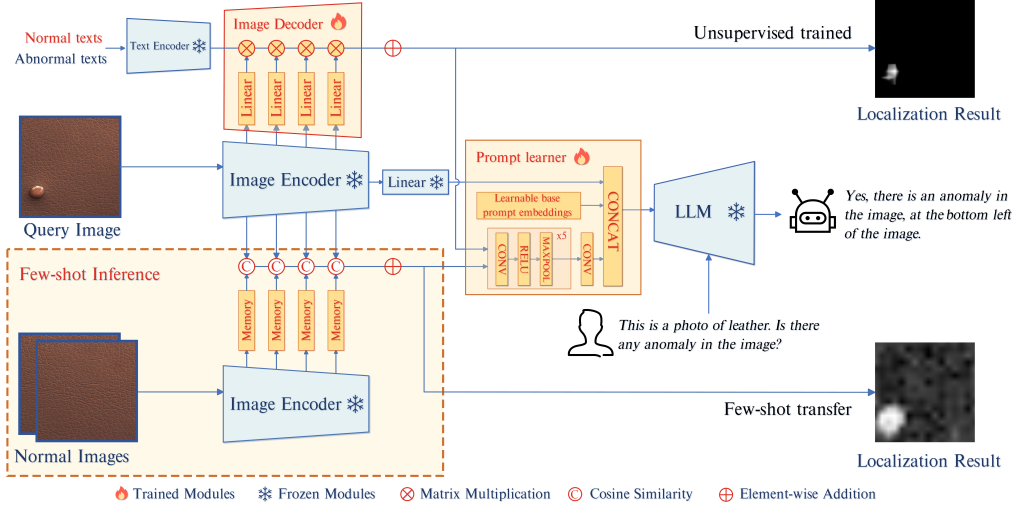 Normal texts
Abnormal texts
Text Encoder
Image Decoder
Linear
Linear
Linear
Linear
Unsupervised trained
Localization Result
Query Image
Image Encoder
Linear
Prompt learner
Learnable base
prompt embeddings
CONCAT
x5
CONV
RELU
MAXPOOL
CONV
LLM
Yes, there is an anomaly in
the image, at the bottom left
of the image.
Few-shot Inference
C
C
C
C
Memory
Memory
Memory
Memory
This is a photo of leather. Is there
any anomaly in the image?
Normal Images
Image Encoder
Few-shot transfer
Localization Result
Trained Modules
Frozen Modules
Matrix Multiplication
C
Cosine Similarity
Element-wise Addition